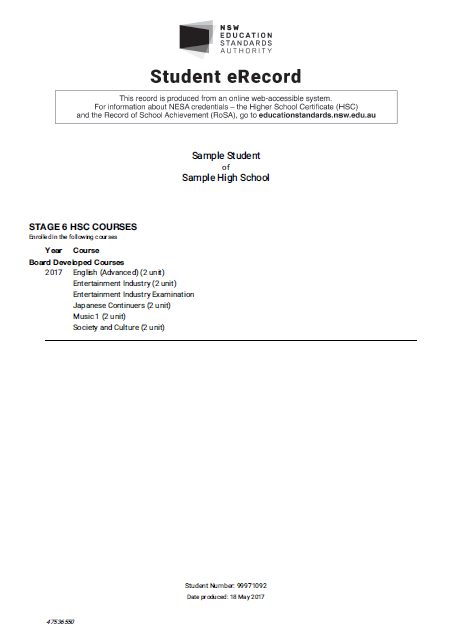 NSW
EDUCATION
STANDARDS
AUTHORITY
Student eRecord
This record is produced from an online web-accessible system.
For information about NESA credentials – the Higher School Certificate (HSC)
and the Record of School Achievement (RoSA), go to educationstandards.nsw.edu.au
Sample Student
of
Sample High School
STAGE 6 HSC COURSES
Enrolled in the following courses
Year Course
Board Developed Courses
2017 English (Advanced) (2 unit)
Entertainment Industry (2 unit)
Entertainment Industry Examination
Japanese Continuers (2 unit)
Music 1 (2 unit)
Society and Culture (2 unit)
Student Number: 99971092
Date produced: 18 May 2017
47536550